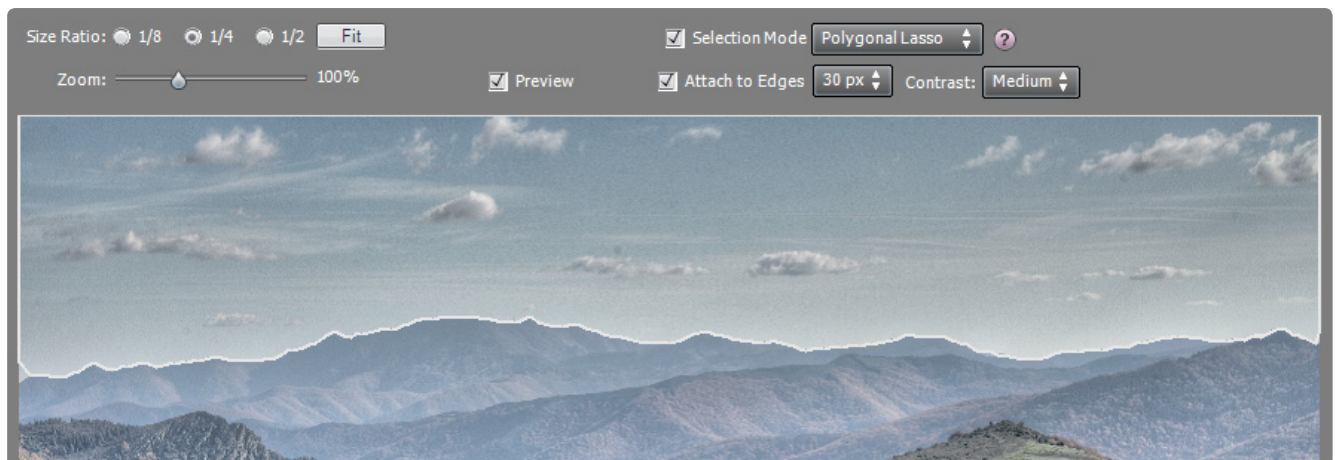 Size Ratio: 1/8 1/4 1/2 Fit Selection Mode Polygonal Lasso ?
Zoom: 100% Preview Attach to Edges 30 px Contrast: Medium